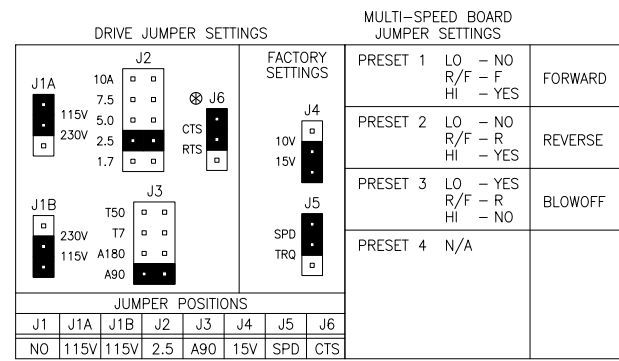 DRIVE JUMPER SETTINGS
J1A
115V
230V
J2
10A
7.5
5.0
2.5
1.7
J6
CTS
RTS
J1B
230V
115V
J3
T50
T7
A180
A90
FACTORY
SETTINGS
J4
10V
15V
J5
SPD
TRQ
JUMPER POSITIONS
J1 J1A J1B J2 J3 J4 J5 J6
NO 115V 115V 2.5 A90 15V SPD CTS
MULTI-SPEED BOARD
JUMPER SETTINGS
PRESET 1 LO - NO
R/F - F
HI - YES
FORWARD
PRESET 2 LO - NO
R/F - R
HI - YES
REVERSE
PRESET 3 LO - YES
R/F - R
HI - NO
BLOWOFF
PRESET 4 N/A